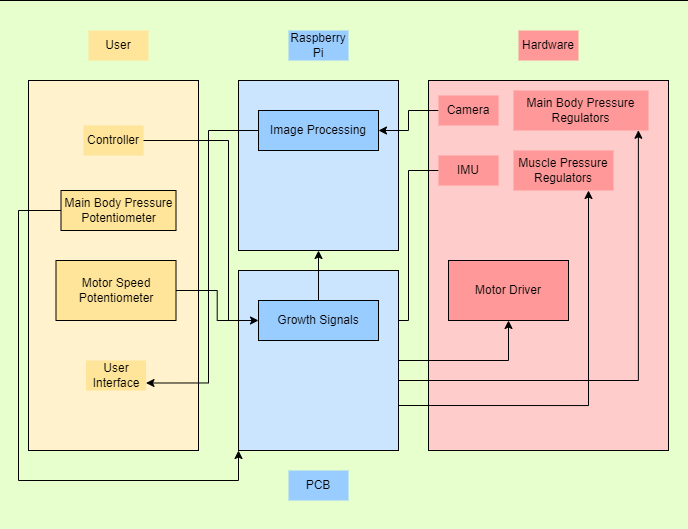 User
Raspberry
Pi
Hardware
Controller
Main Body Pressure
Potentiometer
Motor Speed
Potentiometer
User
Interface
Image Processing
Growth Signals
PCB
Camera
Main Body Pressure
Regulators
IMU
Muscle Pressure
Regulators
Motor Driver